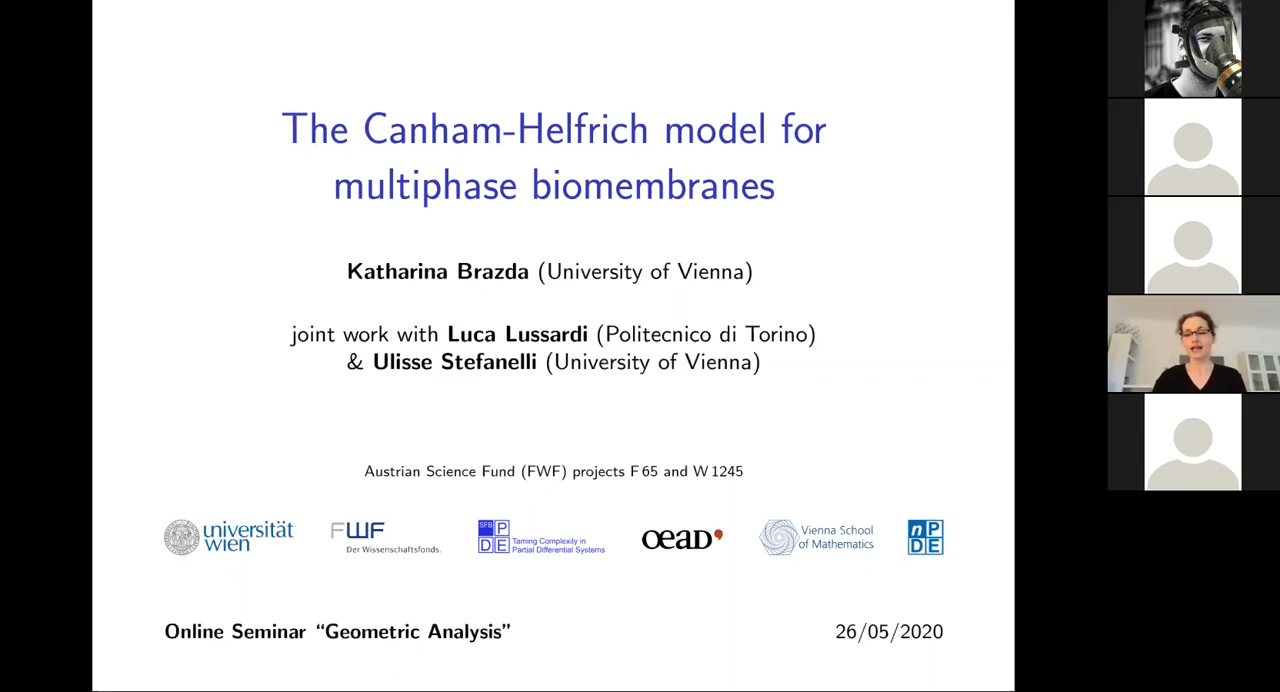 The Canham-Helfrich model for
multiphase biomembranes
Katharina Brazda (University of Vienna)
joint work with Luca Lussardi (Politecnico di Torino)
& Ulisse Stefanelli (University of Vienna)
Austrian Science Fund (FWF) projects F 65 and W 1245
universität
wien
FWF
Der Wissenschaftsfonds.
SFB P
DE
Taming Complexity in
Partial Differential Systems
OeAD
Vienna School
of Mathematics
nP
DE
Online Seminar “Geometric Analysis”
26/05/2020